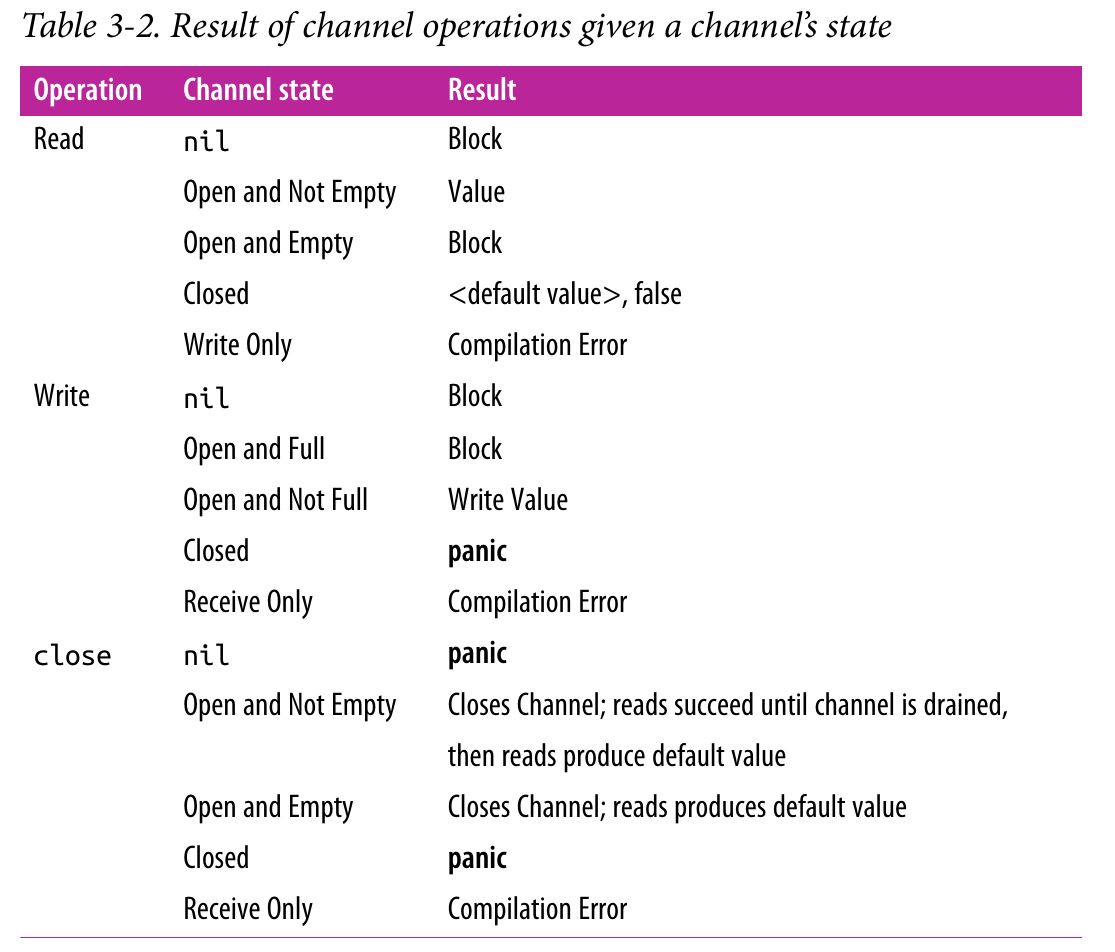 Table 3-2. Result of channel operations given a channel’s state
Operation Channel state Result
Read nil Block
Open and Not Empty Value
Open and Empty Block
Closed <default value>, false
Write Only Compilation Error
Write nil Block
Open and Full Block
Open and Not Full Write Value
Closed panic
Receive Only Compilation Error
close nil panic
Open and Not Empty Closes Channel; reads succeed until channel is drained,
then reads produce default value
Open and Empty Closes Channel; reads produces default value
Closed panic
Receive Only Compilation Error